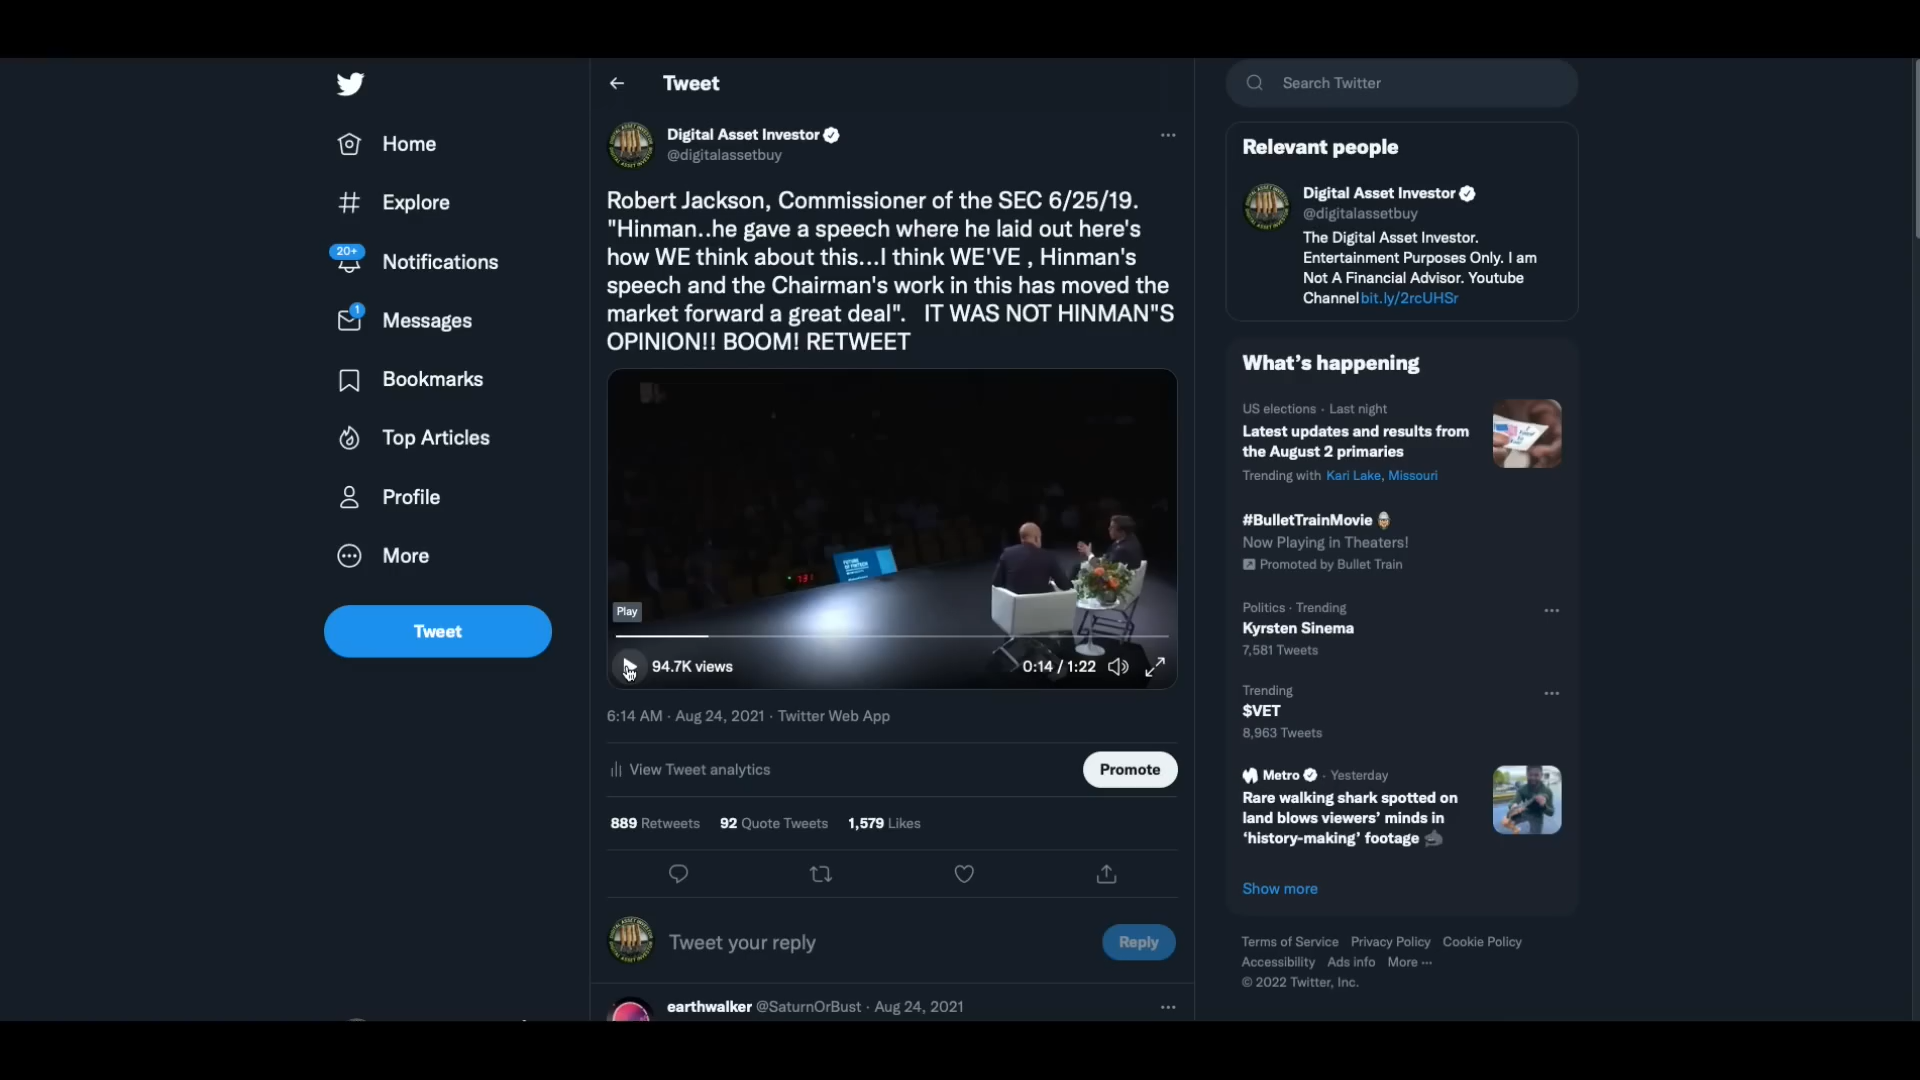 Home
Explore
20+
Notifications
1
Messages
Bookmarks
Top Articles
Profile
More
Tweet
Tweet
Digital Asset Investor
@digitalassetbuy
Robert Jackson, Commissioner of the SEC 6/25/19.
"Hinman..he gave a speech where he laid out here's
how WE think about this...I think WE'VE , Hinman's
speech and the Chairman's work in this has moved the
market forward a great deal".   IT WAS NOT HINMAN"S
OPINION!! BOOM! RETWEET
FUTURE
OF FINTECH
7:31
Play
94.7K views
0:14 / 1:22
6:14 AM · Aug 24, 2021 · Twitter Web App
View Tweet analytics
Promote
889 Retweets 92 Quote Tweets 1,579 Likes
Tweet your reply
Reply
earthwalker @SaturnOrBust · Aug 24, 2021
Search Twitter
Relevant people
Digital Asset Investor
@digitalassetbuy
The Digital Asset Investor.
Entertainment Purposes Only. I am
Not A Financial Advisor. Youtube
Channel bit.ly/2rcUHSr
What's happening
US elections · Last night
Latest updates and results from
the August 2 primaries
Trending with Kari Lake, Missouri
#BulletTrainMovie
Now Playing in Theaters!
Promoted by Bullet Train
Politics · Trending
Kyrsten Sinema
7,581 Tweets
Trending
$VET
8,963 Tweets
Metro · Yesterday
Rare walking shark spotted on
land blows viewers' minds in
'history-making' footage
Show more
Terms of Service Privacy Policy Cookie Policy
Accessibility Ads info More ···
© 2022 Twitter, Inc.